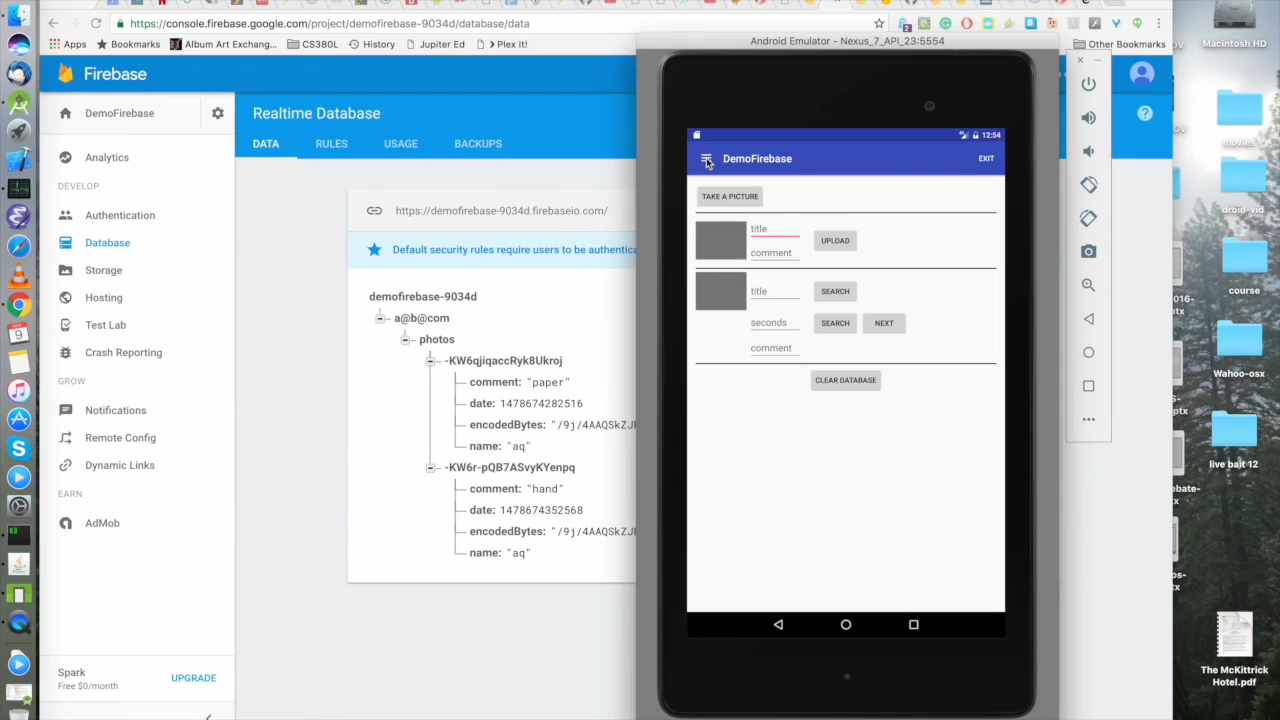 https://console.firebase.google.com/project/demofirebase-9034d/database/data
Apps
Bookmarks
Album Art Exchang...
CS380L
History
Jupiter Ed
> Plex It!
Other Bookmarks
Firebase
DemoFirebase
Analytics
DEVELOP
Authentication
Database
Storage
Hosting
Test Lab
Crash Reporting
GROW
Notifications
Remote Config
Dynamic Links
EARN
AdMob
Spark
Free $0/month
UPGRADE
Realtime Database
DATA
RULES
USAGE
BACKUPS
https://demofirebase-9034d.firebaseio.com/
Default security rules require users to be authentica
demofirebase-9034d
a@b@com
photos
-KW6qjiqaccRyk8Ukroj
comment: "paper"
date: 1478674282516
encodedBytes: "/9j/4AAQSkZJ
name: "aq"
-KW6r-pQB7ASvyKYenpq
comment: "hand"
date: 1478674352568
encodedBytes: "/9j/4AAQSkZJ
name: "aq"
Android Emulator - Nexus_7_API_23:5554
12:54
DemoFirebase
EXIT
TAKE A PICTURE
title
UPLOAD
comment
title
SEARCH
seconds
SEARCH
NEXT
comment
CLEAR DATABASE
Macintosh HD
movies
droid-vid
course
Wahoo-osx
live bait 12
The McKittrick
Hotel.pdf